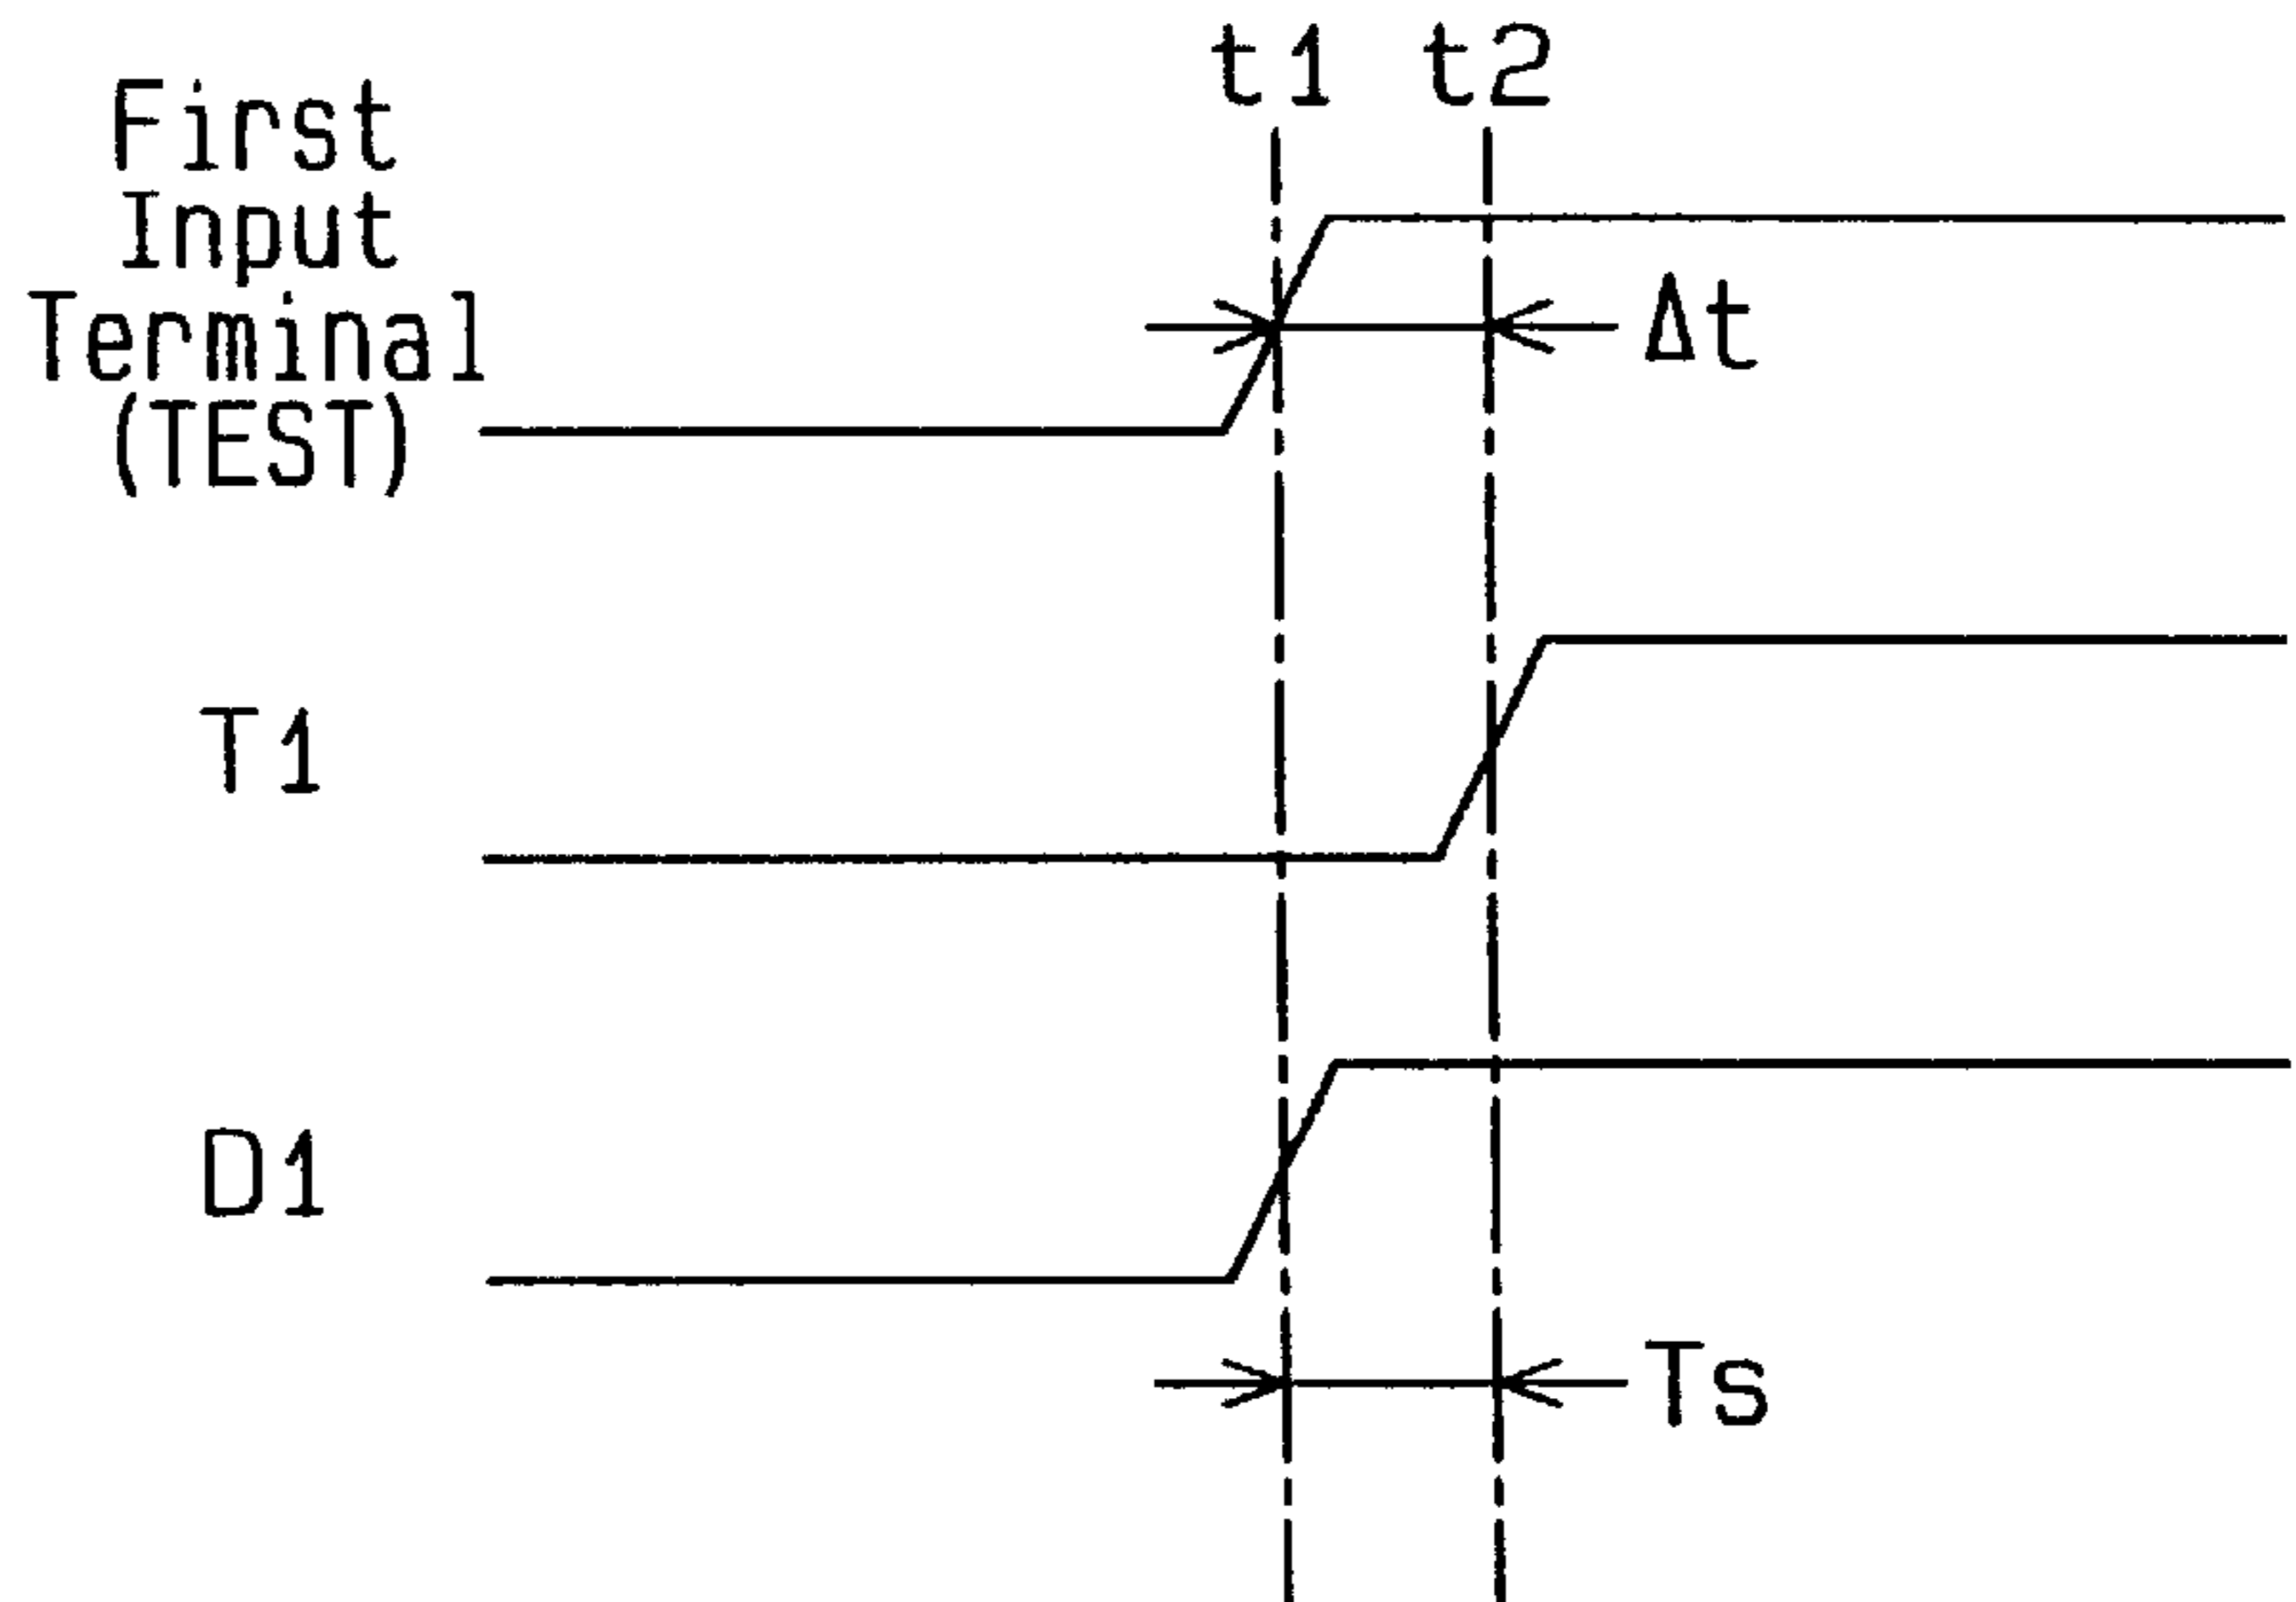 t1 t2
First
Input
Terminal
(TEST)
Δt
T1
D1
Ts